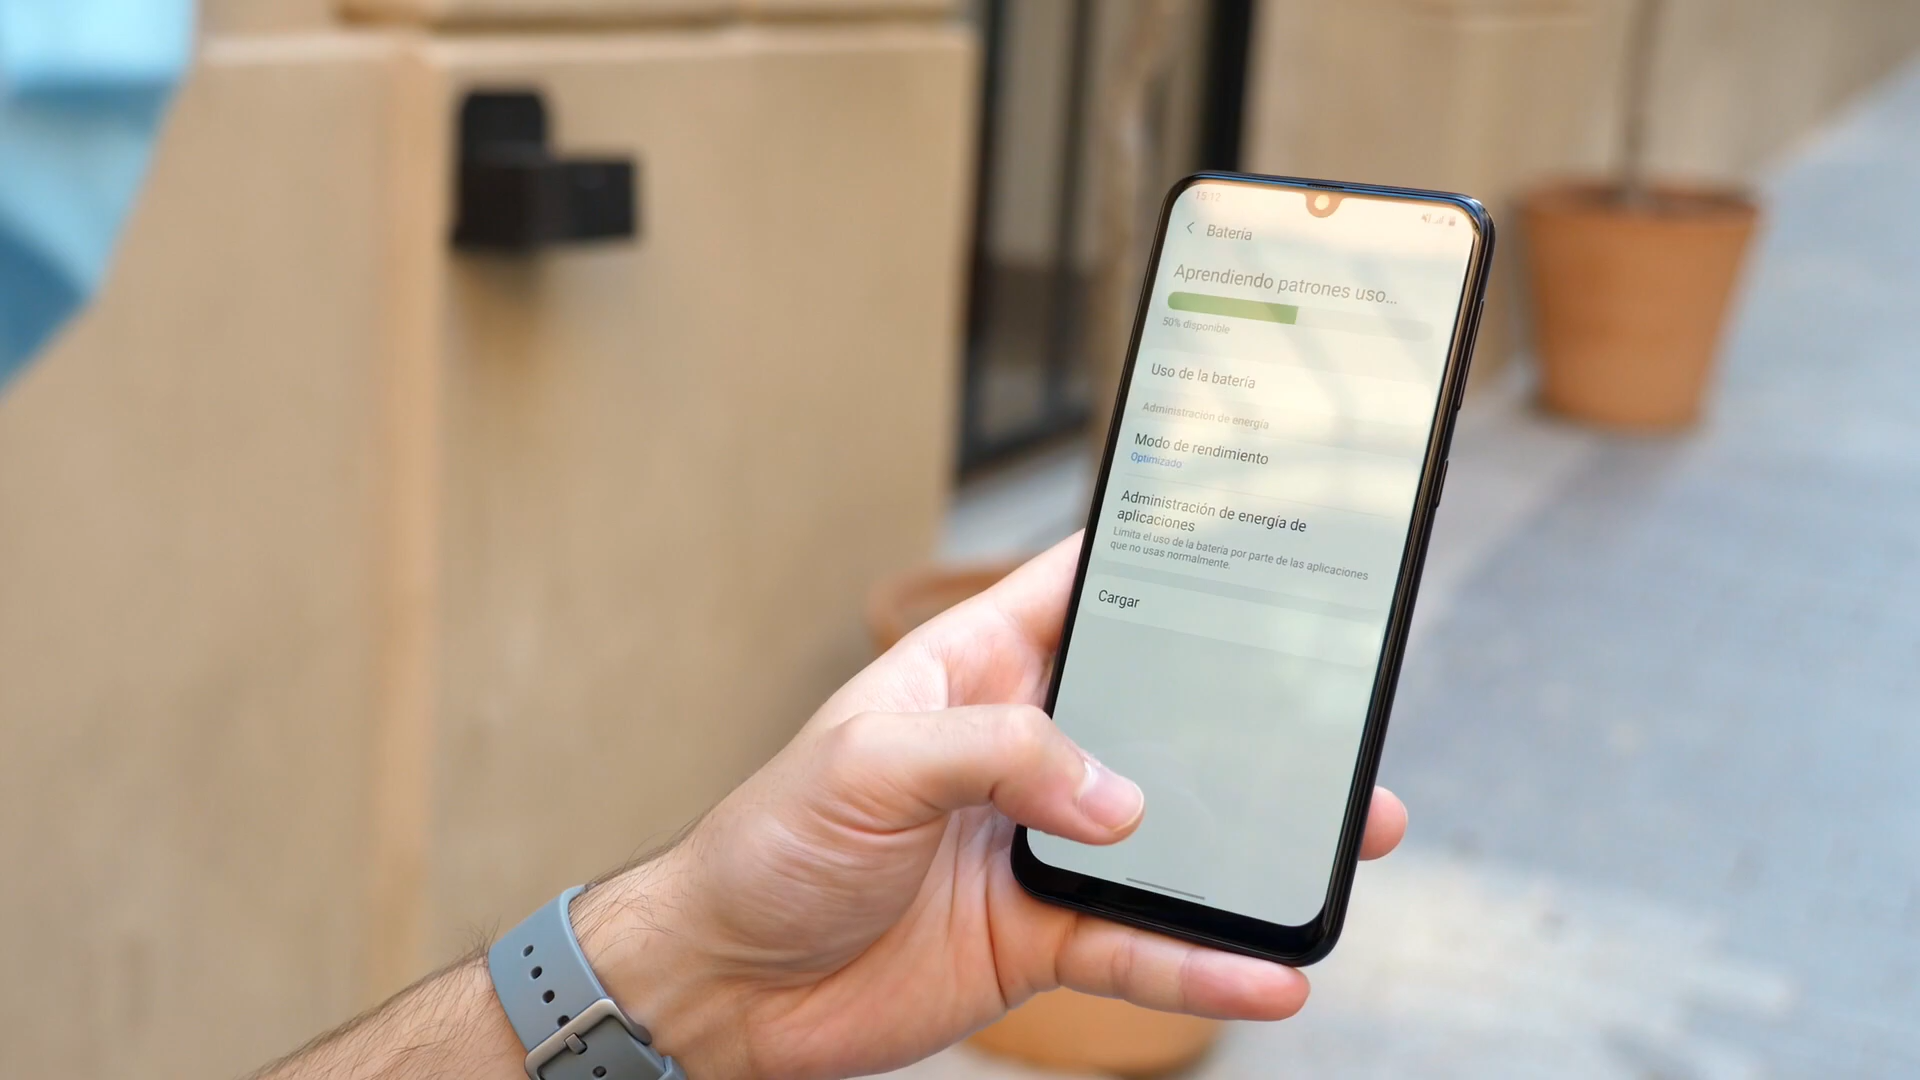 15:12
Batería
Aprendiendo patrones uso...
50% disponible
Uso de la batería
Administración de energía
Modo de rendimiento
Optimizado
Administración de energía de
aplicaciones
Limita el uso de la batería por parte de las aplicaciones
que no usas normalmente.
Cargar